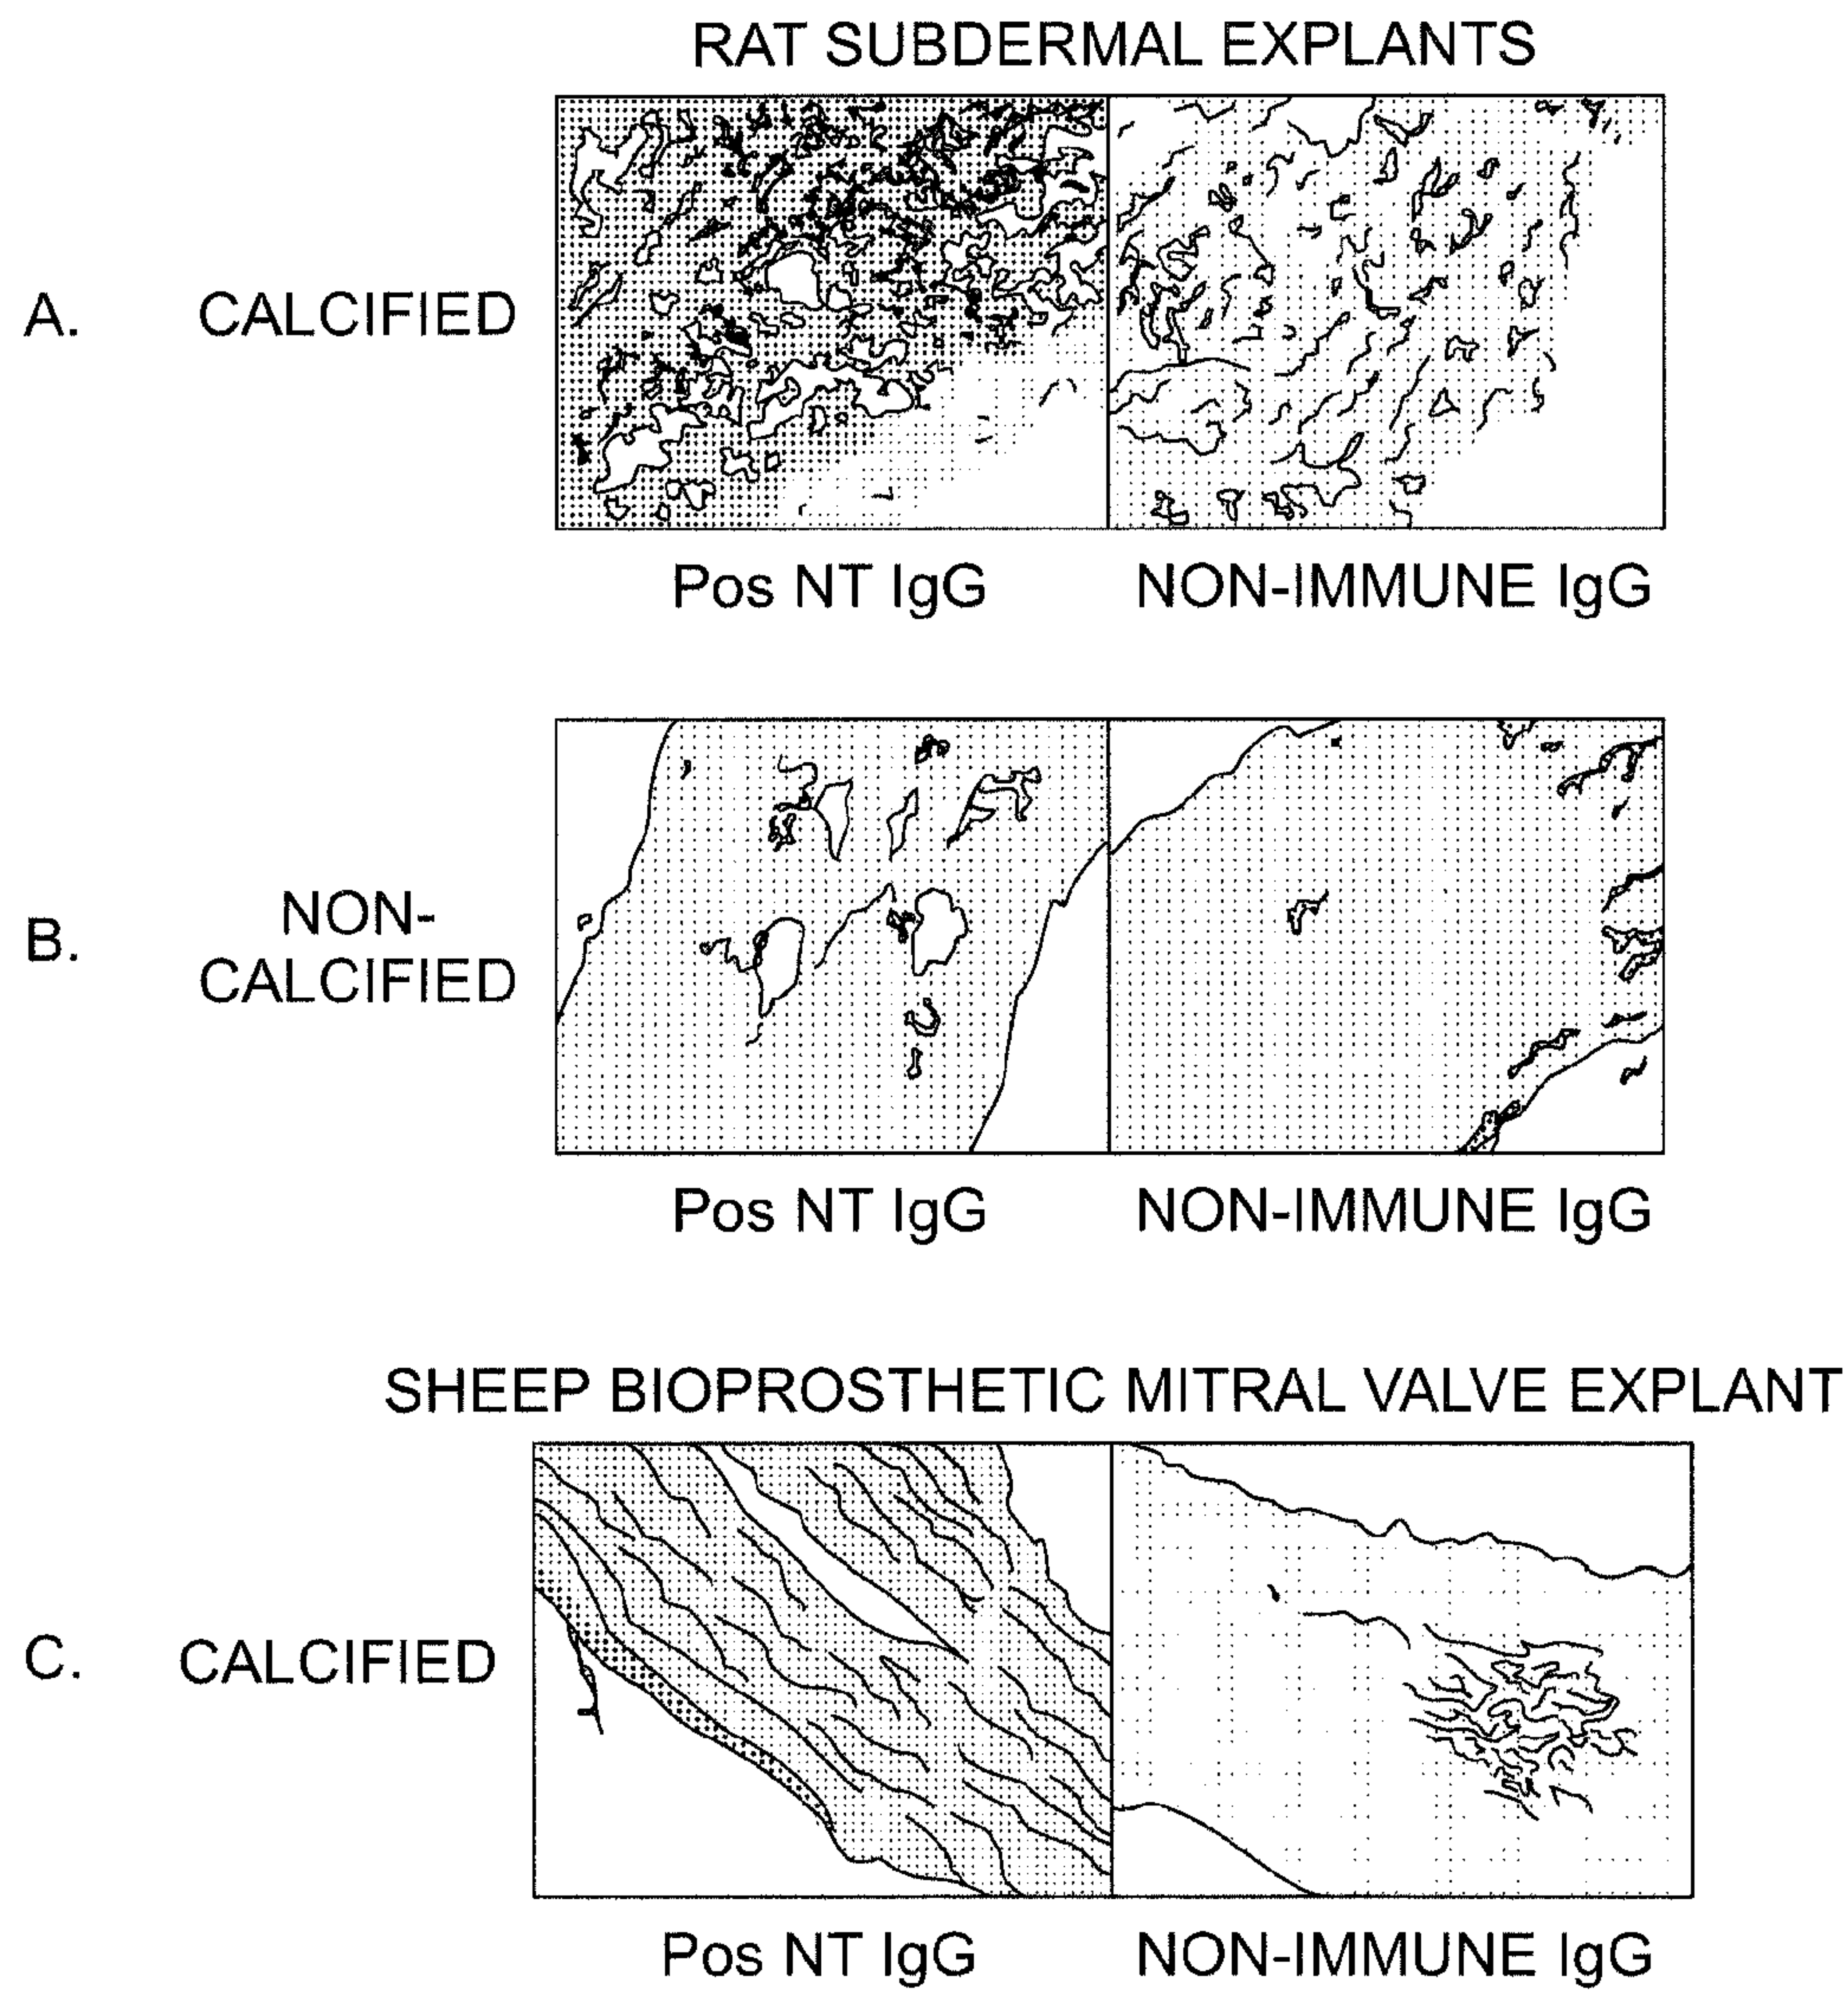 RAT SUBDERMAL EXPLANTS
A. CALCIFIED
Pos NT IgG NON-IMMUNE IgG
B. NON-
CALCIFIED
Pos NT IgG NON-IMMUNE IgG
SHEEP BIOPROSTHETIC MITRAL VALVE EXPLANT
C. CALCIFIED
Pos NT IgG NON-IMMUNE IgG